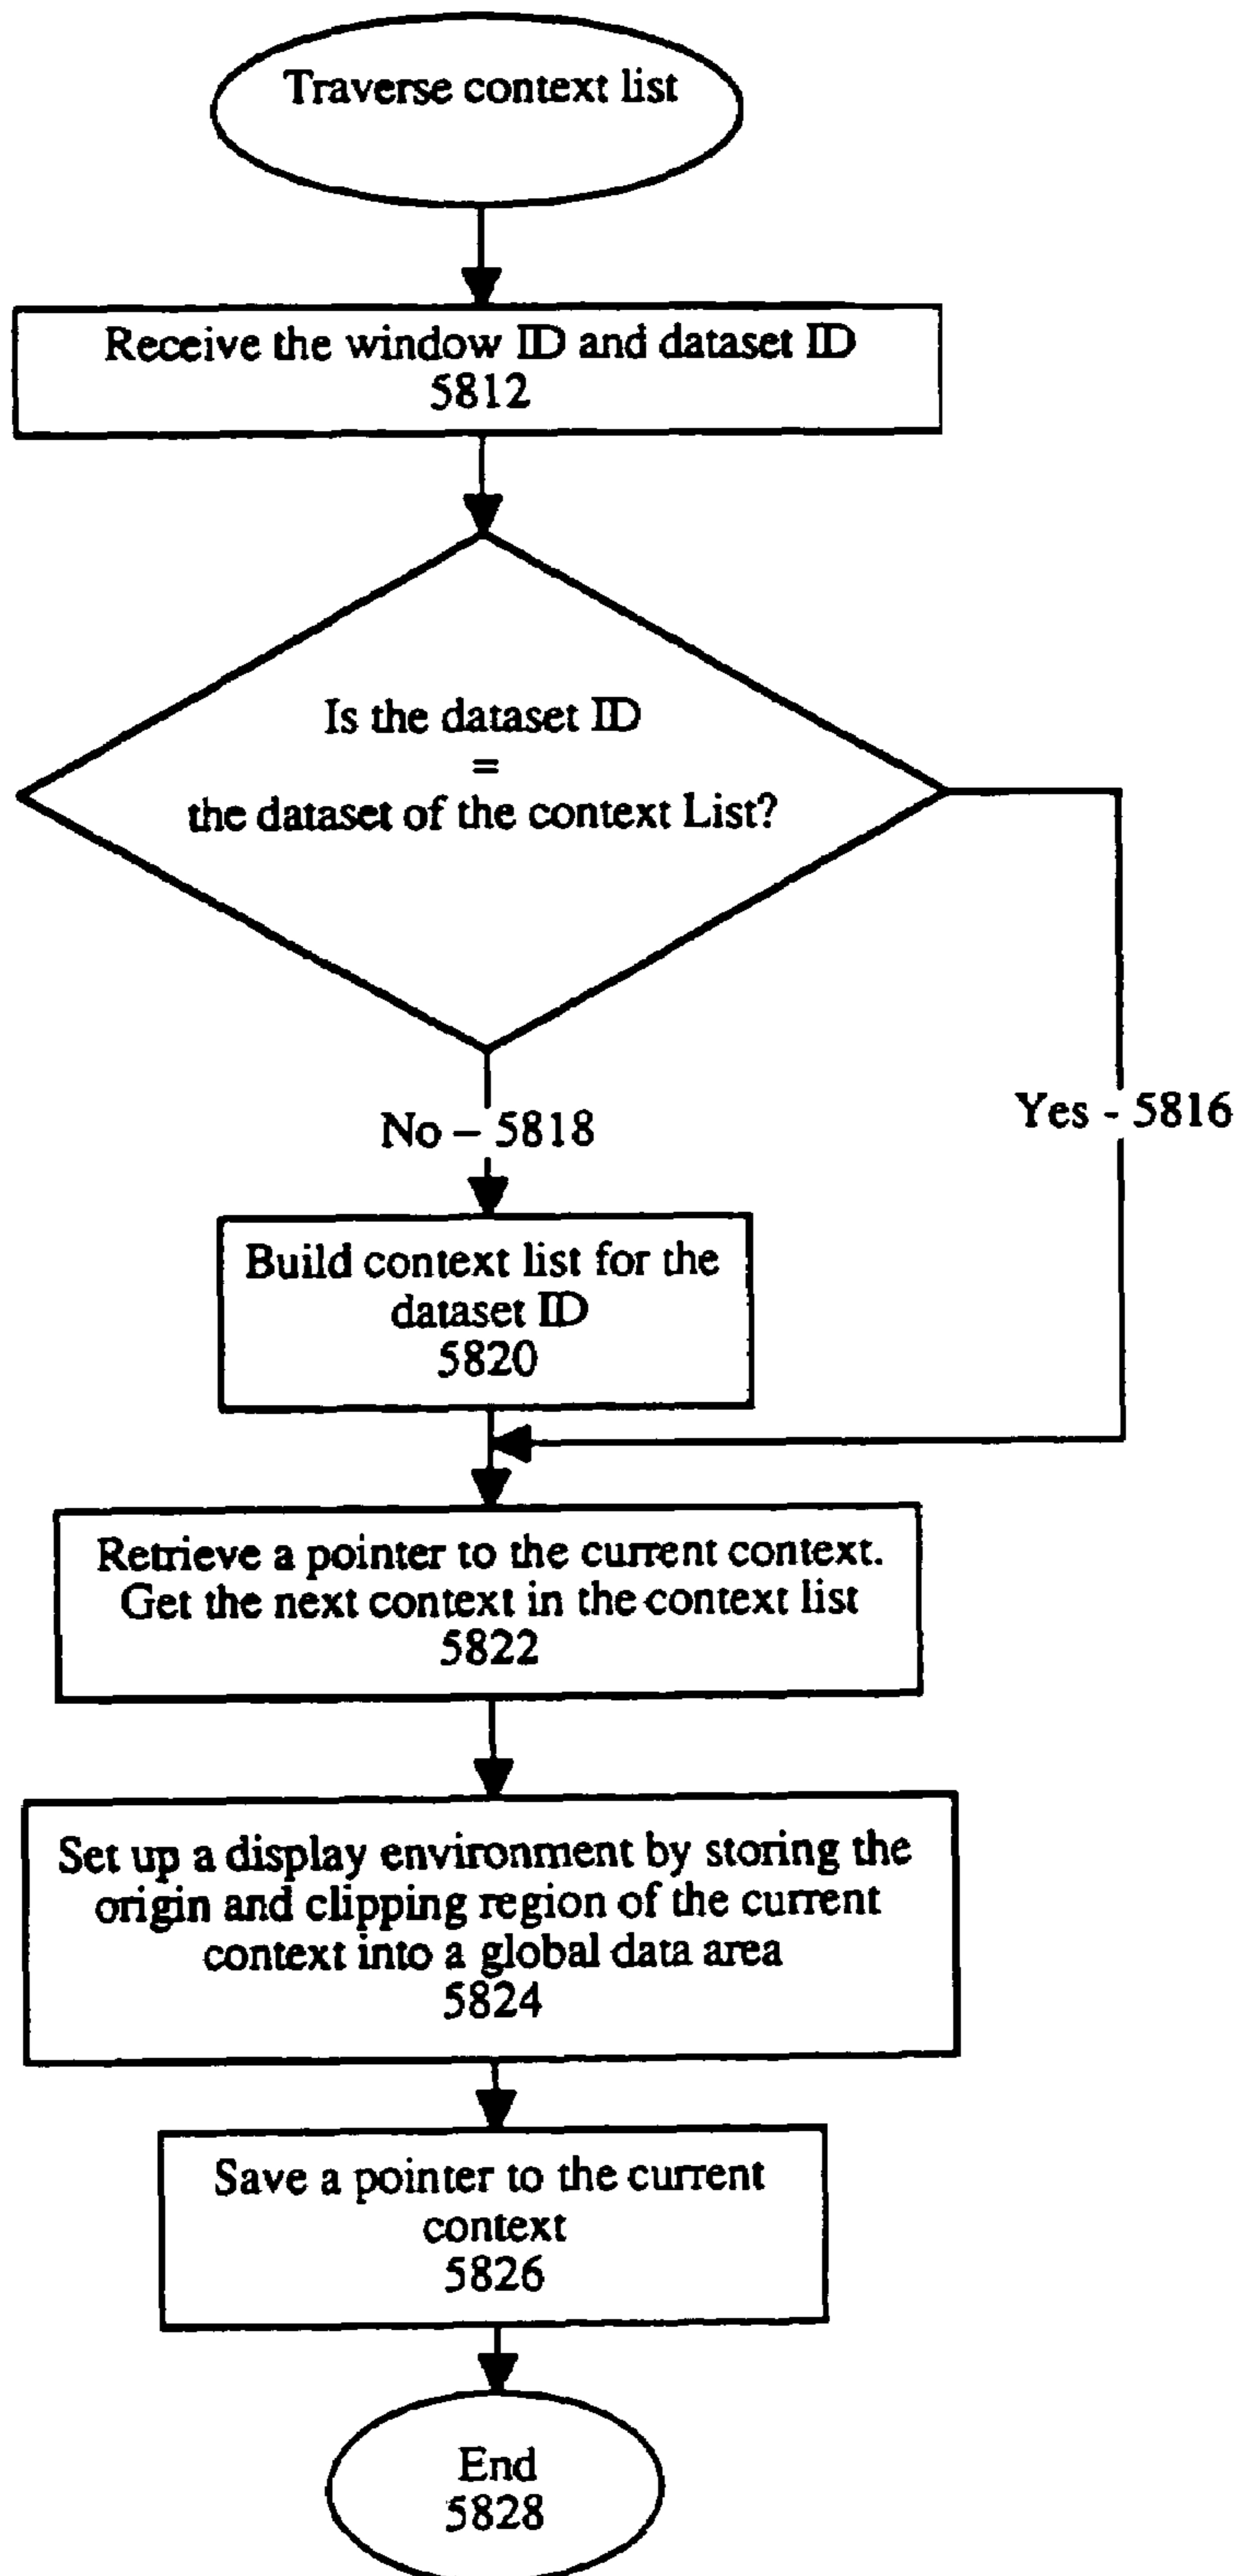 Traverse context list
Receive the window ID and dataset ID
5812
Is the dataset ID
=
the dataset of the context List?
No – 5818
Yes - 5816
Build context list for the
dataset ID
5820
Retrieve a pointer to the current context.
Get the next context in the context list
5822
Set up a display environment by storing the
origin and clipping region of the current
context into a global data area
5824
Save a pointer to the current
context
5826
End
5828